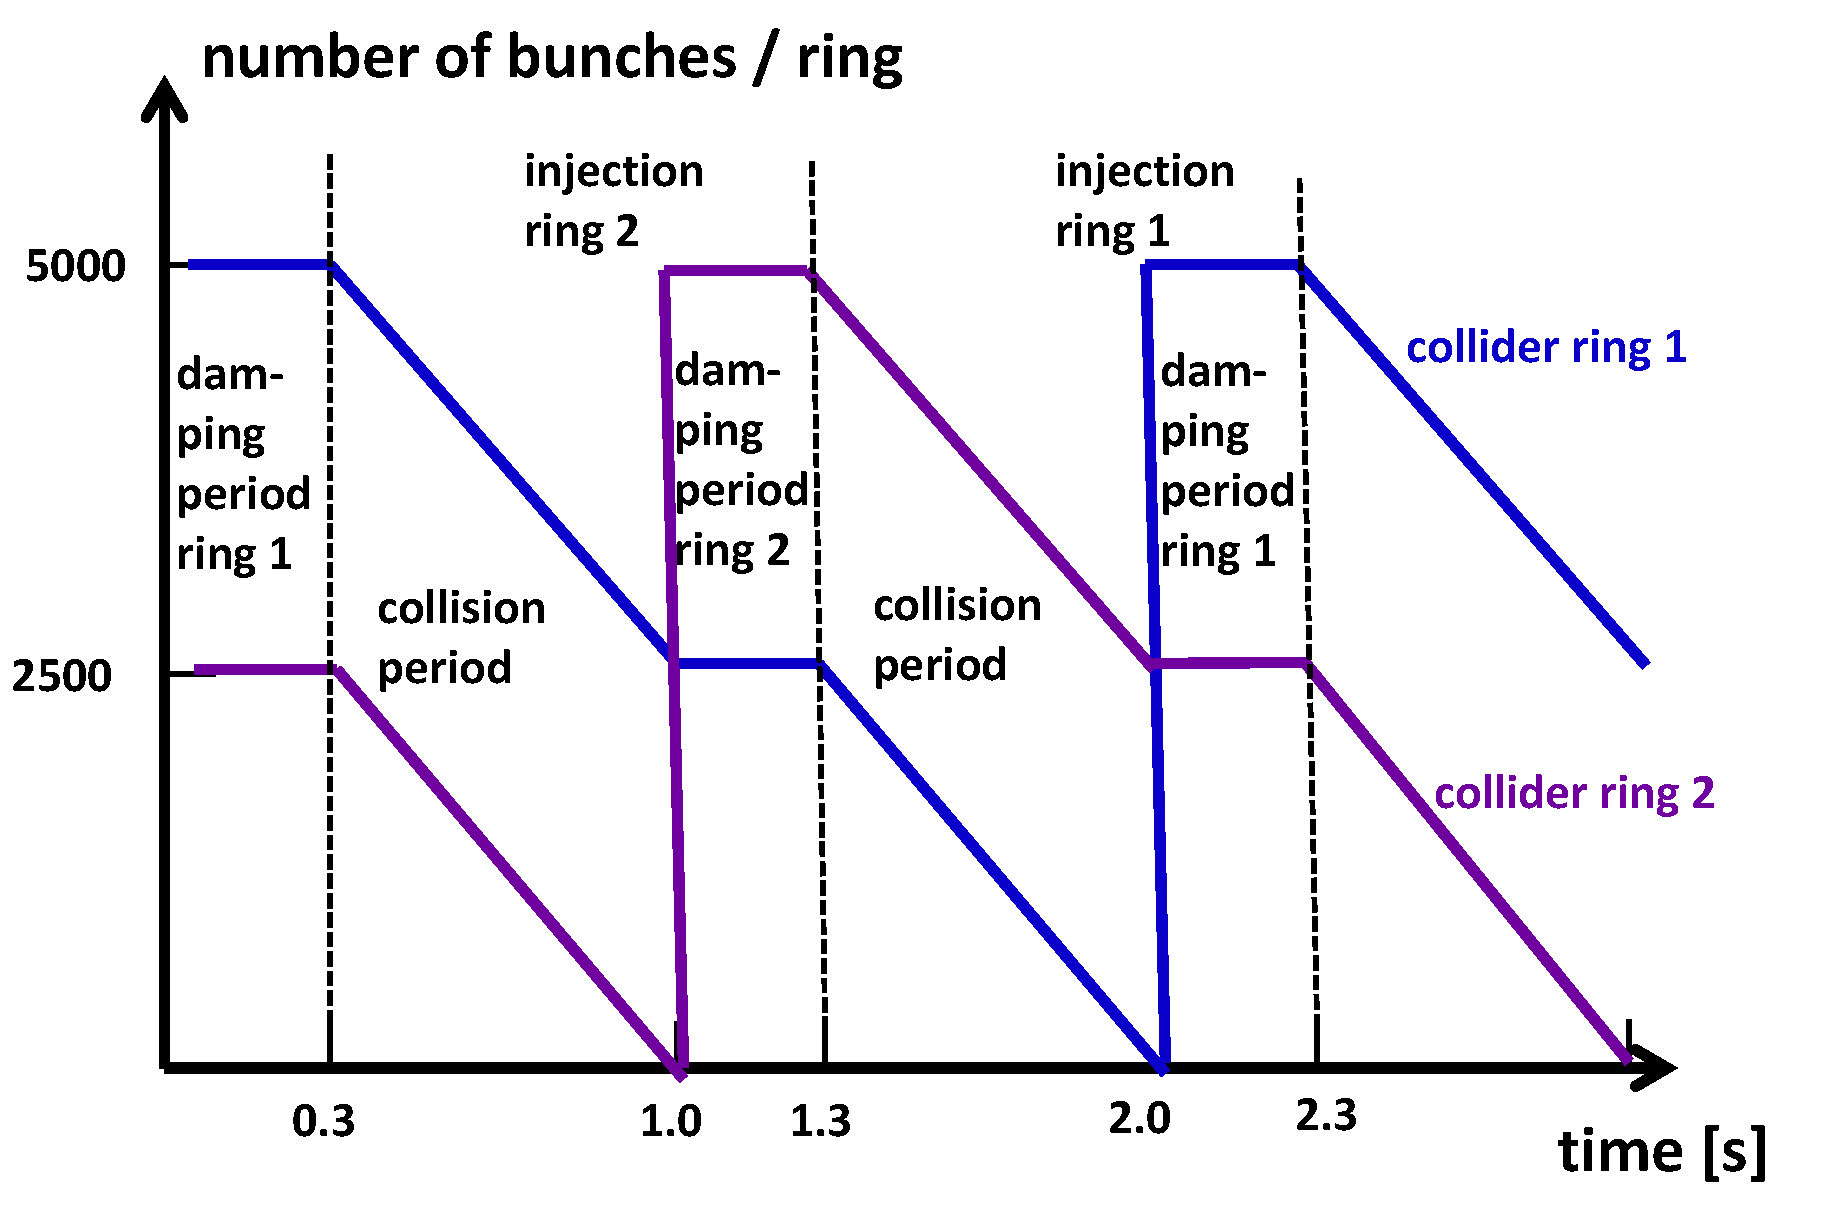 number of bunches / ring
injection
ring 2
injection
ring 1
5000
collider ring 1
dam-
ping
period
ring 1
dam-
ping
period
ring 2
dam-
ping
period
ring 1
collision
period
collision
period
2500
collider ring 2
0.3
1.0
1.3
2.0
2.3
time [s]